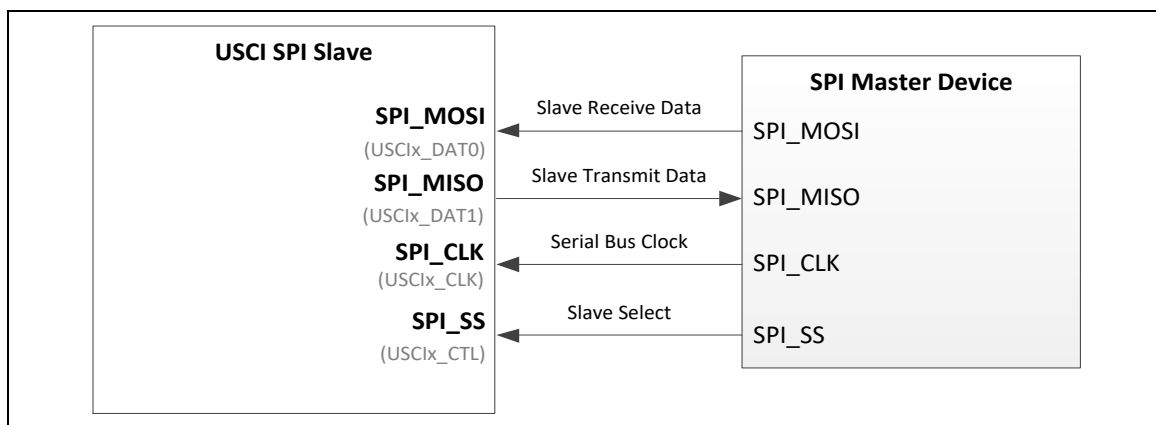 USCI SPI Slave
SPI_MOSI
(USCIx_DAT0)
SPI_MISO
(USCIx_DAT1)
SPI_CLK
(USCIx_CLK)
SPI_SS
(USCIx_CTL)
Slave Receive Data
Slave Transmit Data
Serial Bus Clock
Slave Select
SPI Master Device
SPI_MOSI
SPI_MISO
SPI_CLK
SPI_SS